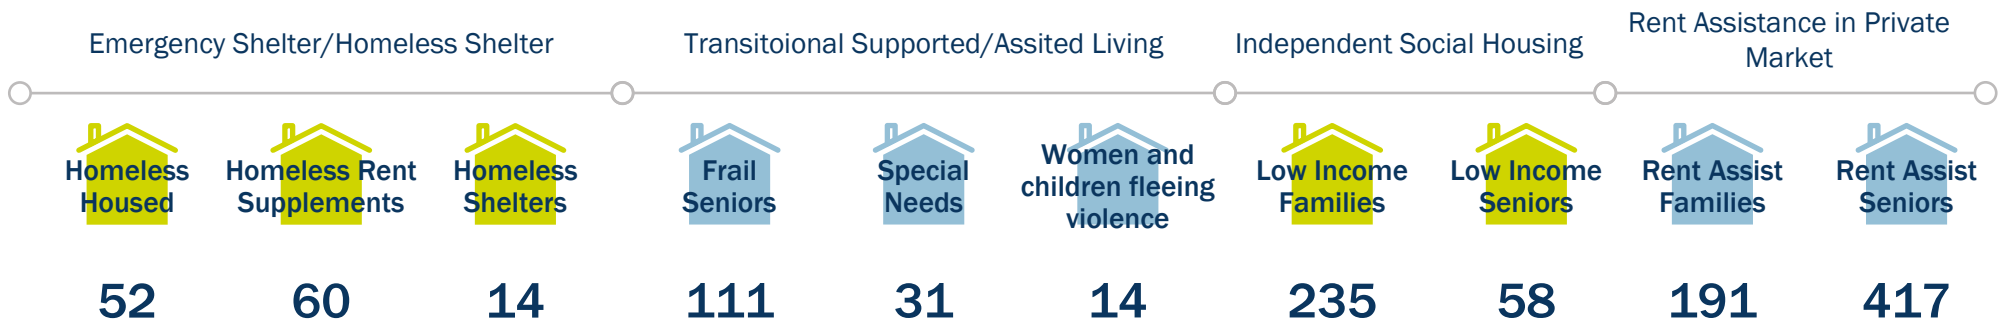 Emergency Shelter/Homeless Shelter
Transitoional Supported/Assited Living
Independent Social Housing
Rent Assistance in Private
Market
Homeless
Housed
Homeless Rent
Supplements
Homeless
Shelters
Frail
Seniors
Special
Needs
Women and
children fleeing
violence
Low Income
Families
Low Income
Seniors
Rent Assist
Families
Rent Assist
Seniors
52
60
14
111
31
14
235
58
191
417